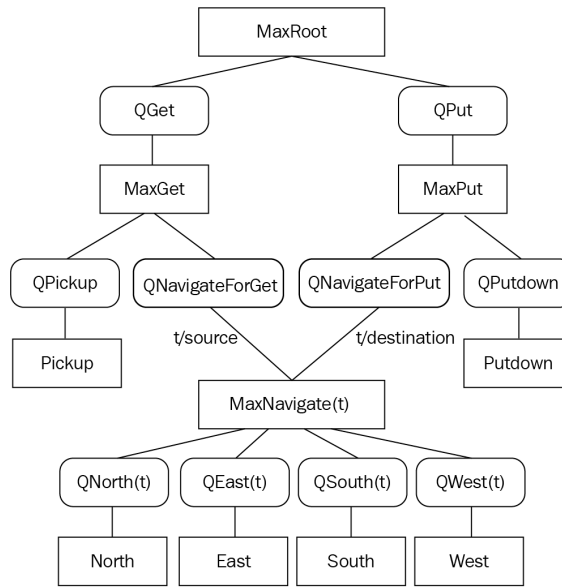 MaxRoot
QGet
QPut
MaxGet
MaxPut
QPickup
QNavigateForGet
QNavigateForPut
QPutdown
t/source
t/destination
Pickup
Putdown
MaxNavigate(t)
QNorth(t)
QEast(t)
QSouth(t)
QWest(t)
North
East
South
West